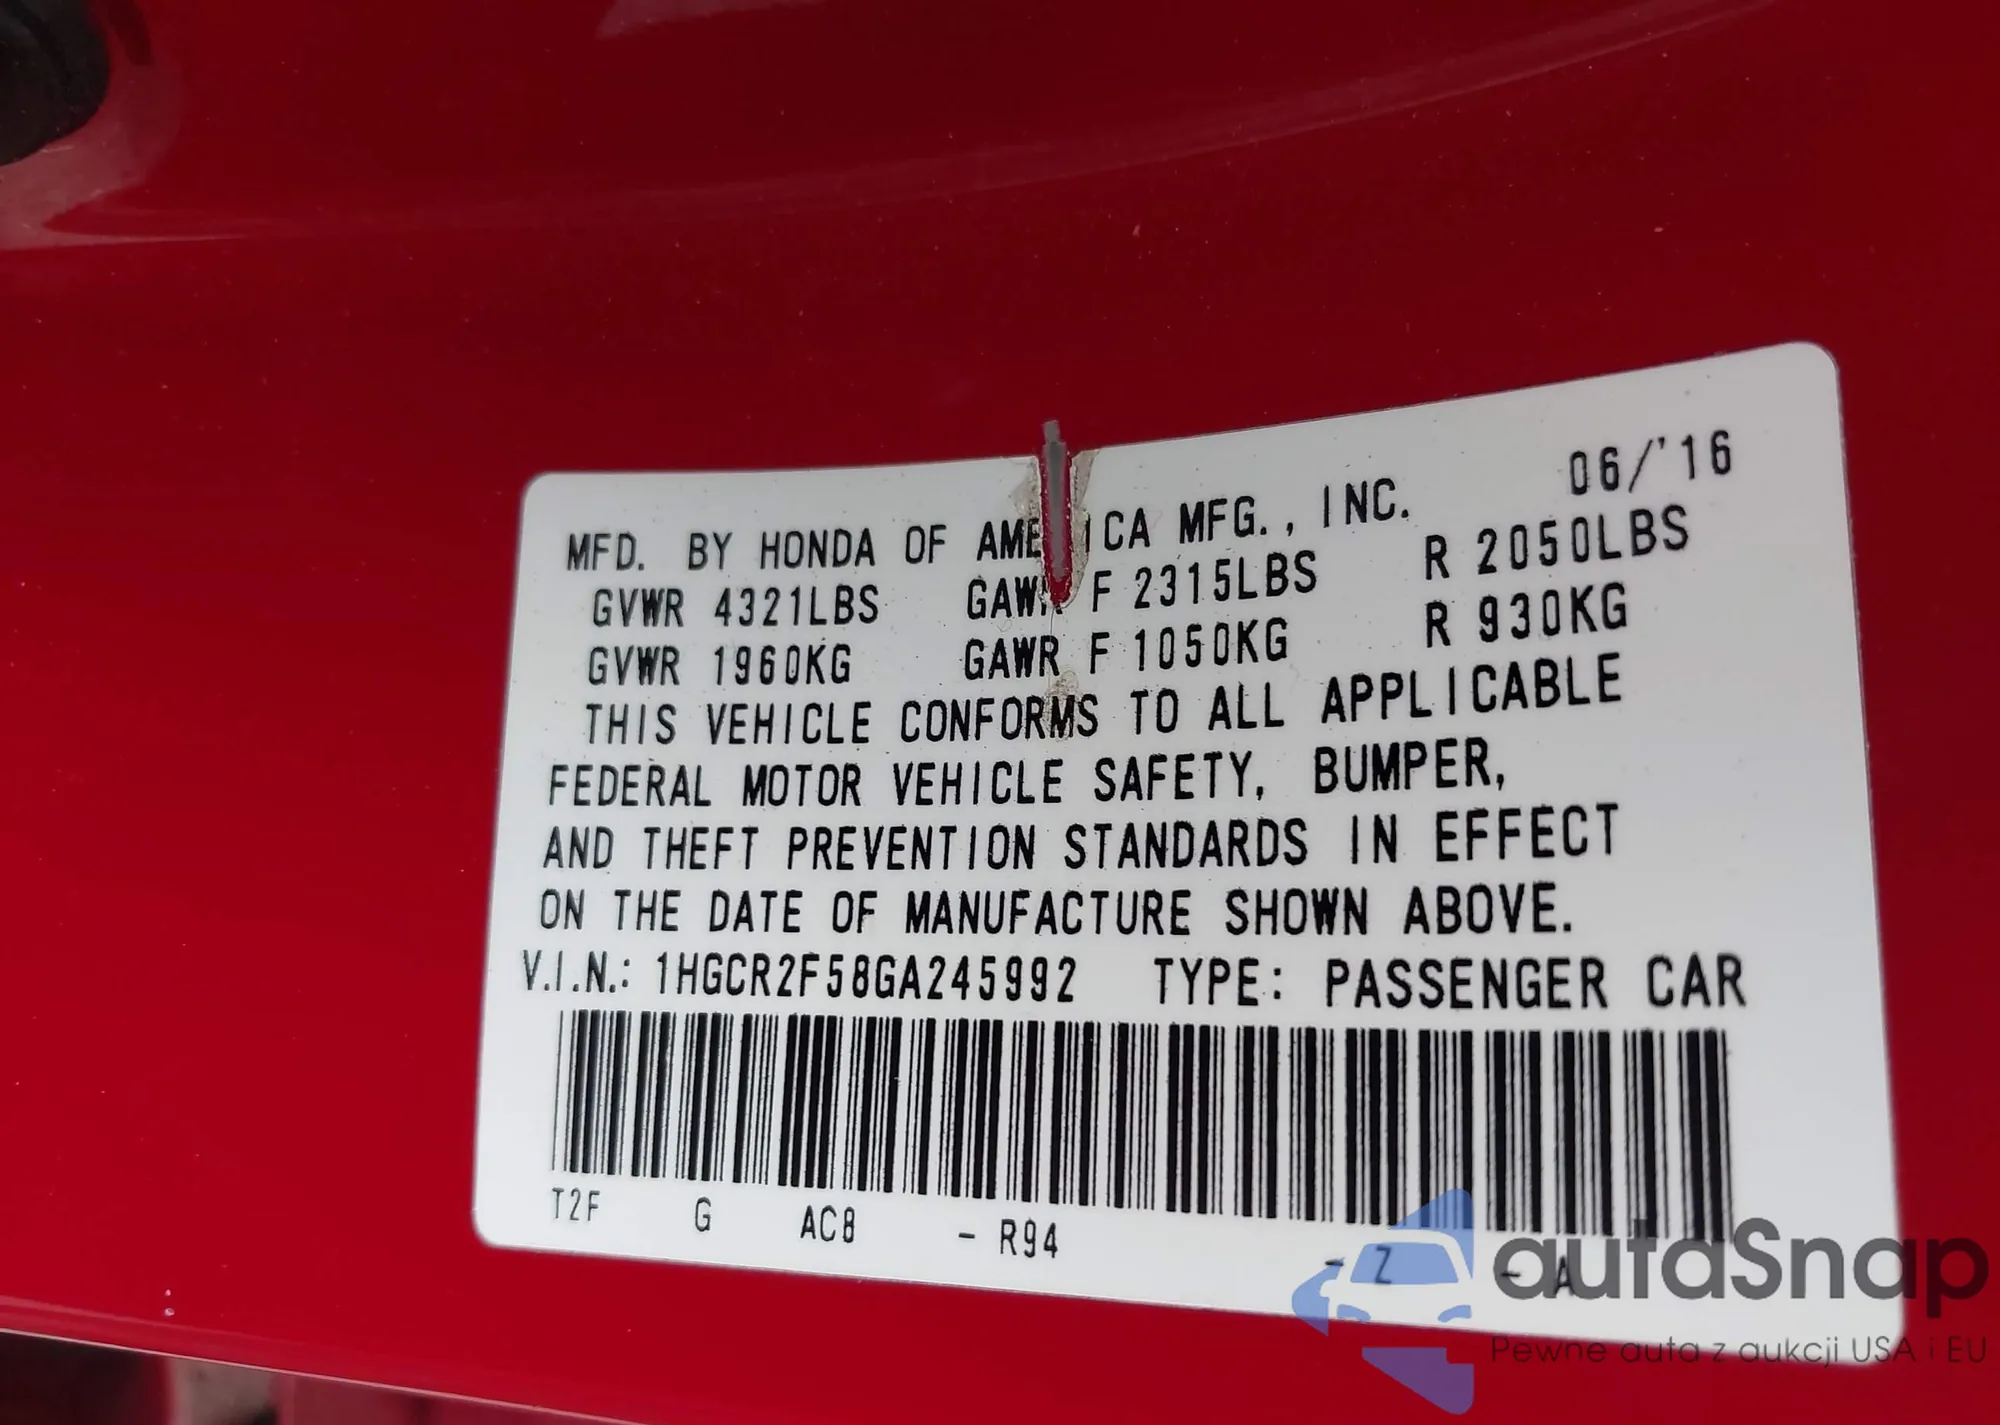 06/'16
MFD. BY HONDA OF AME ICA MFG., INC.
GVWR 4321LBS GAWR F 2315LBS R 2050LBS
GVWR 1960KG GAWR F 1050KG R 930KG
THIS VEHICLE CONFORMS TO ALL APPLICABLE
FEDERAL MOTOR VEHICLE SAFETY, BUMPER,
AND THEFT PREVENTION STANDARDS IN EFFECT
ON THE DATE OF MANUFACTURE SHOWN ABOVE.
V.I.N.: 1HGCR2F58GA245992 TYPE: PASSENGER CAR
T2F G AC8 - R94 - Z - A
autaSnap
Pewne auta z aukcji USA i EU